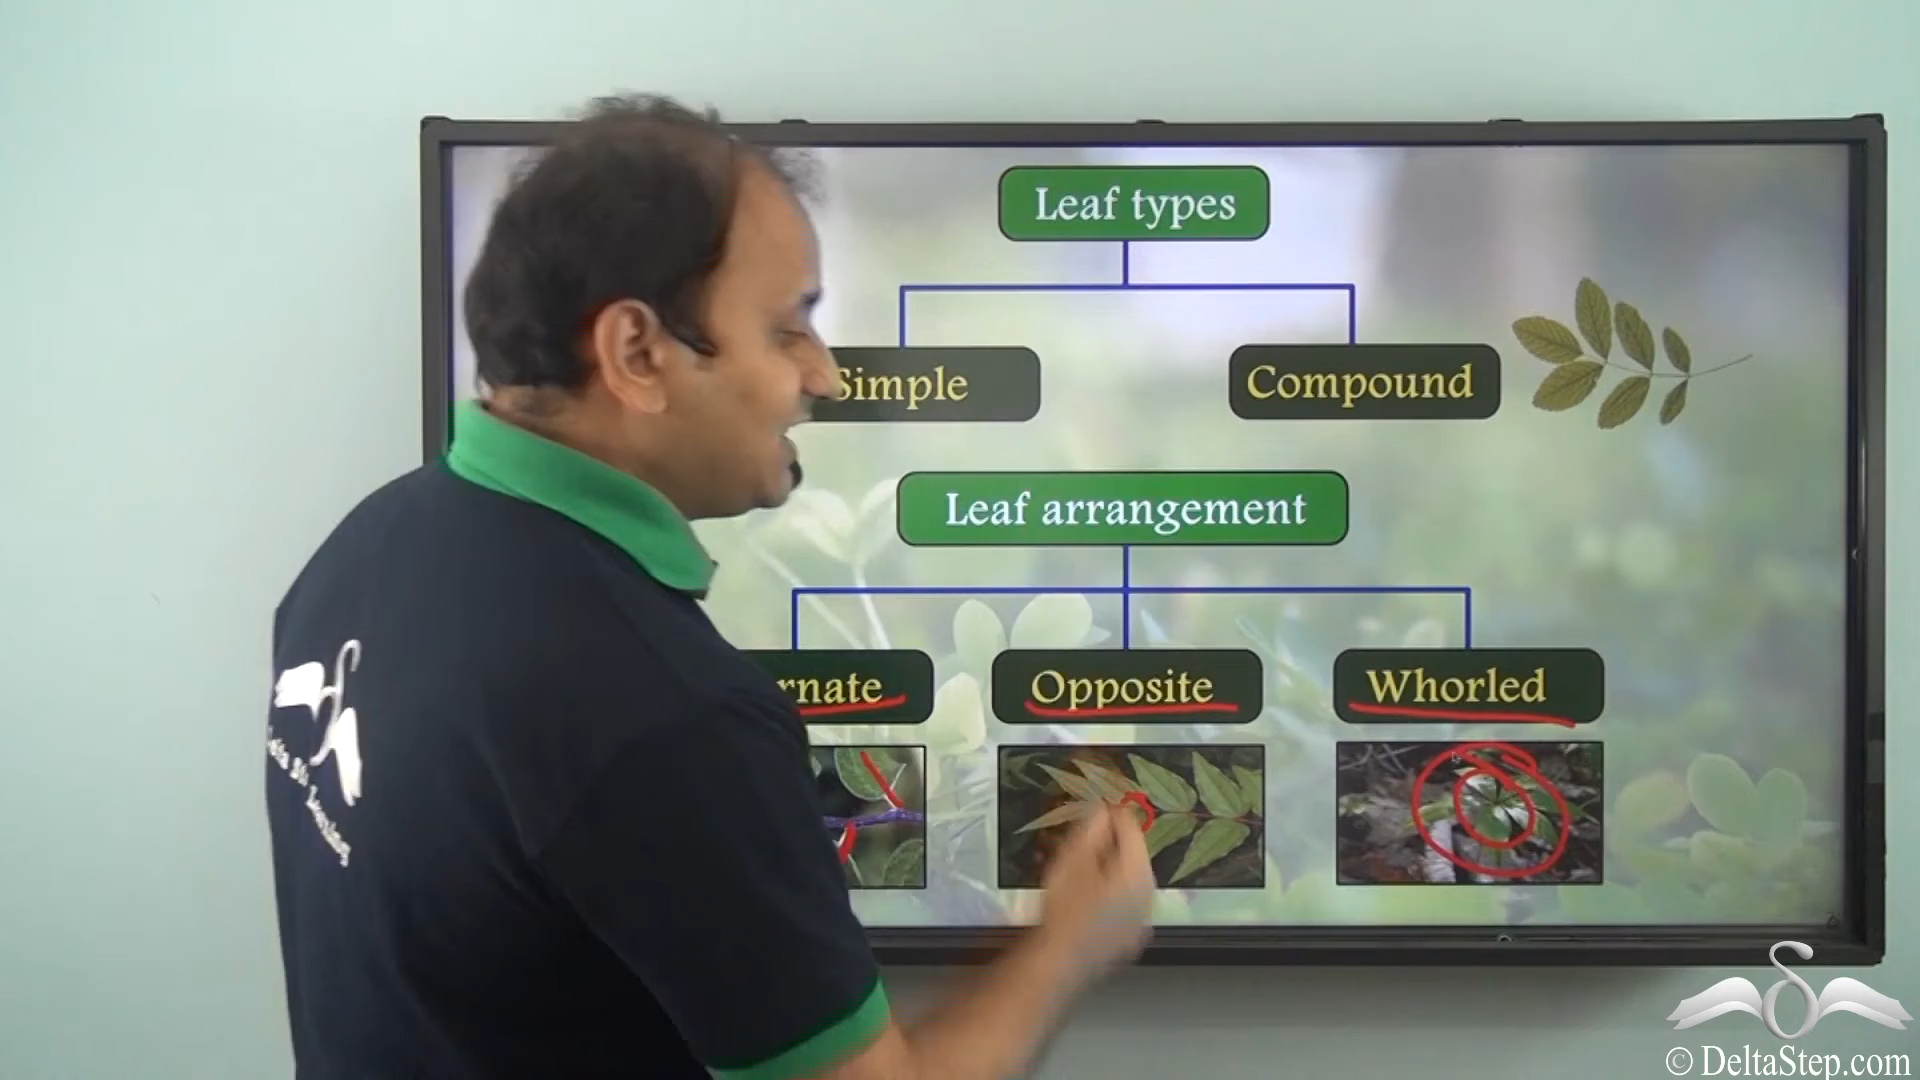 Leaf types
Simple
Compound
Leaf arrangement
rnate
Opposite
Whorled
© DeltaStep.com